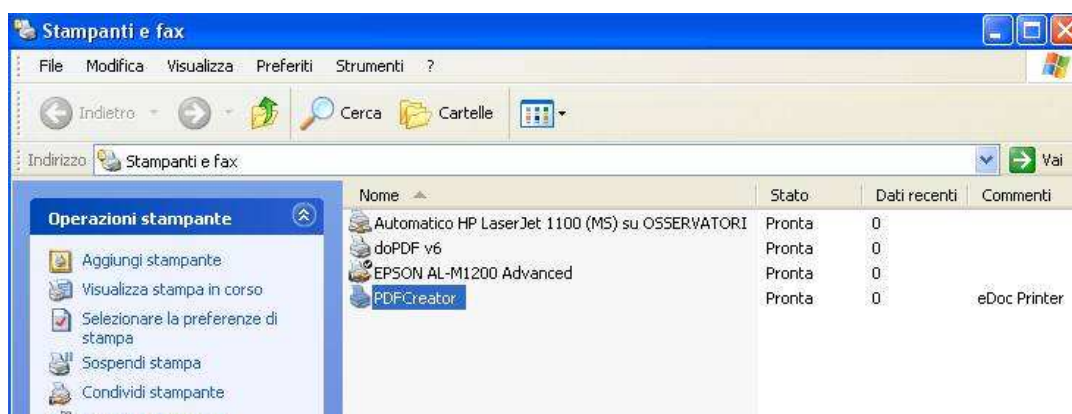 Stampanti e fax
File Modifica Visualizza Preferiti Strumenti ?
Indietro Cerca Cartelle
Indirizzo Stampanti e fax Vai
Operazioni stampante
Aggiungi stampante
Visualizza stampa in corso
Selezionare la preferenze di
stampa
Sospendi stampa
Condividi stampante
Nome Stato Dati recenti Commenti
Automatico HP LaserJet 1100 (MS) su OSSERVATORI Pronta 0
doPDF v6 Pronta 0
EPSON AL-M1200 Advanced Pronta 0
PDFCreator Pronta 0 eDoc Printer